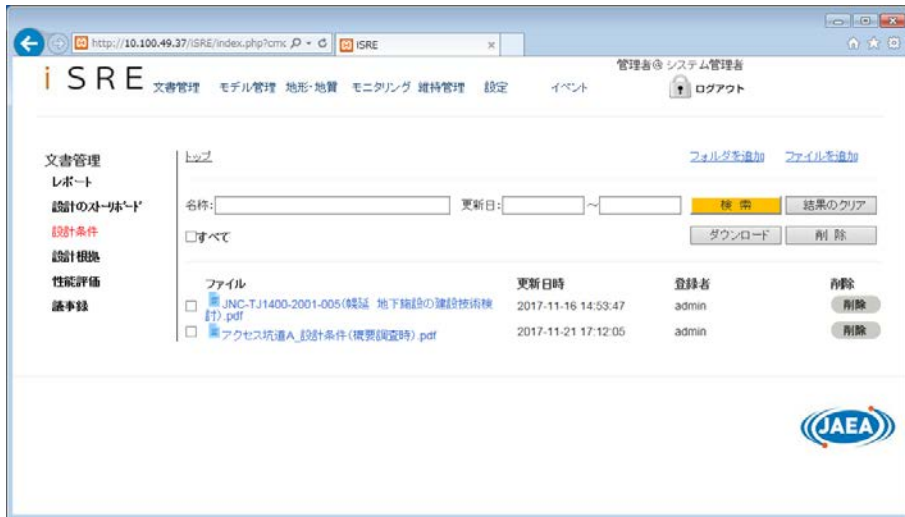 http://10.100.49.37/iSRE/index.php?cmc
iSRE
管理者@システム管理者
iSRE 文書管理 モデル管理 地形・地質 モニタリング 維持管理 設定 イベント ログアウト
文書管理
レポート
設計のストーリーボード
設計条件
設計根拠
性能評価
議事録
トップ フォルダを追加 ファイルを追加
名称: 更新日: ~ 検索 結果のクリア
すべて ダウンロード 削除
ファイル 更新日時 登録者 削除
JNC-TJ1400-2001-005(幌延 地下施設の建設技術検 2017-11-16 14:53:47 admin 削除
討).pdf
アクセス坑道A_設計条件(概要調査時).pdf 2017-11-21 17:12:05 admin 削除
JAEA